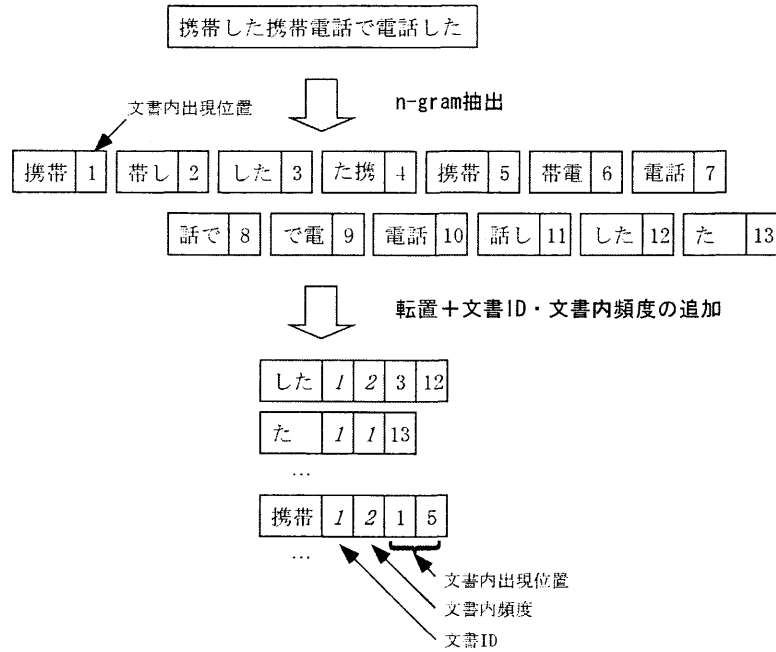 携帯した携帯電話で電話した
文書内出現位置
n-gram抽出
携帯 1 帯し 2 した 3 た携 4 携帯 5 帯電 6 電話 7
話で 8 で電 9 電話 10 話し 11 した 12 た 13
転置＋文書ID・文書内頻度の追加
した 1 2 3 12
た 1 1 13
…
携帯 1 2 1 5
…
文書内出現位置
文書内頻度
文書ID